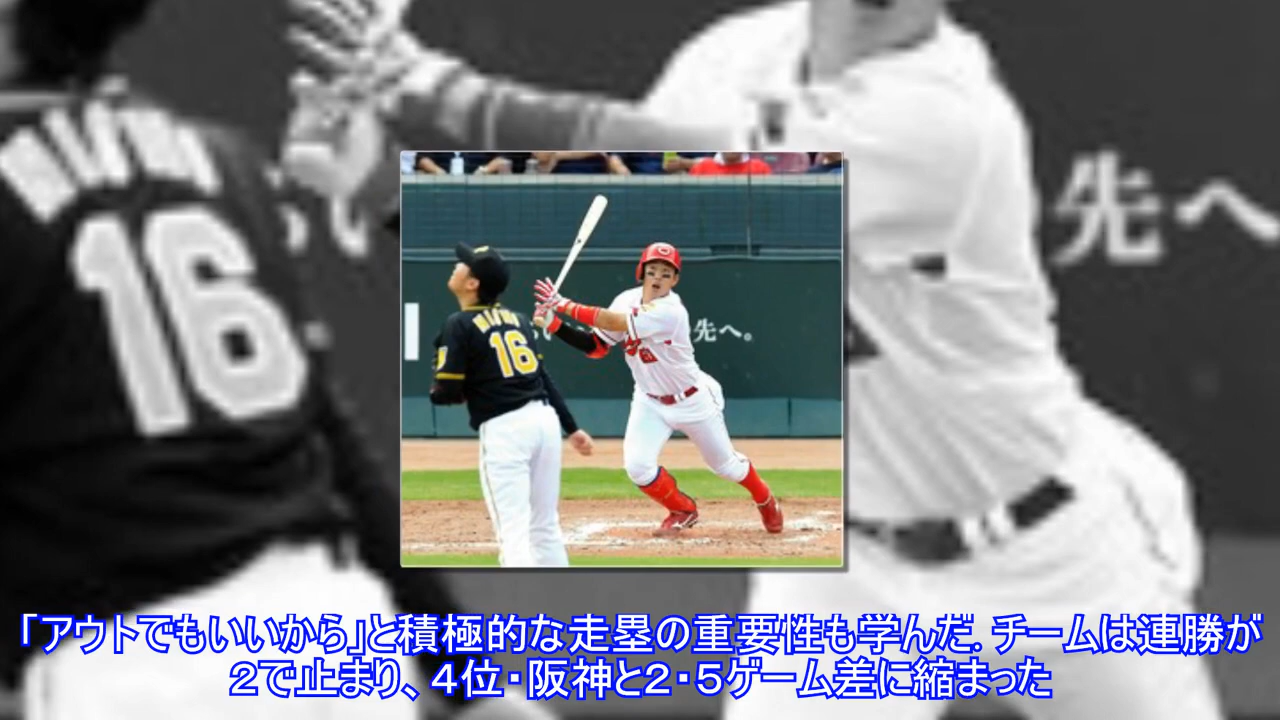 16
先へ
16
先へ。
「アウトでもいいから」と積極的な走塁の重要性も学んだ. チームは連勝が
２で止まり、４位・阪神と２・５ゲーム差に縮まった